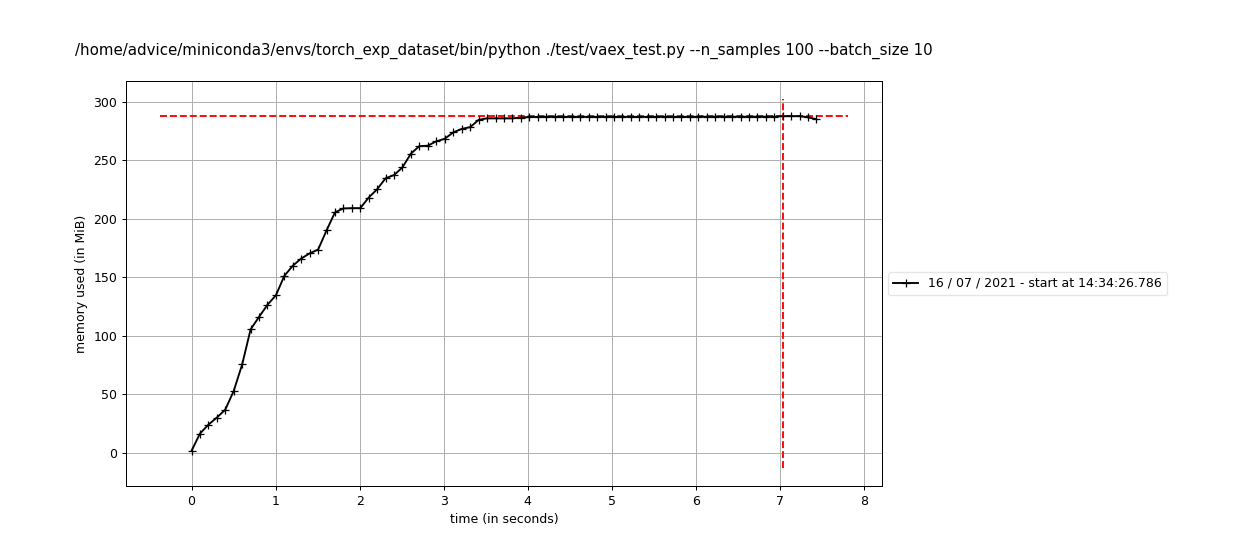 /home/advice/miniconda3/envs/torch_exp_dataset/bin/python ./test/vaex_test.py --n_samples 100 --batch_size 10
300
250
200
150
100
50
0
memory used (in MiB)
0 1 2 3 4 5 6 7 8
time (in seconds)
16 / 07 / 2021 - start at 14:34:26.786